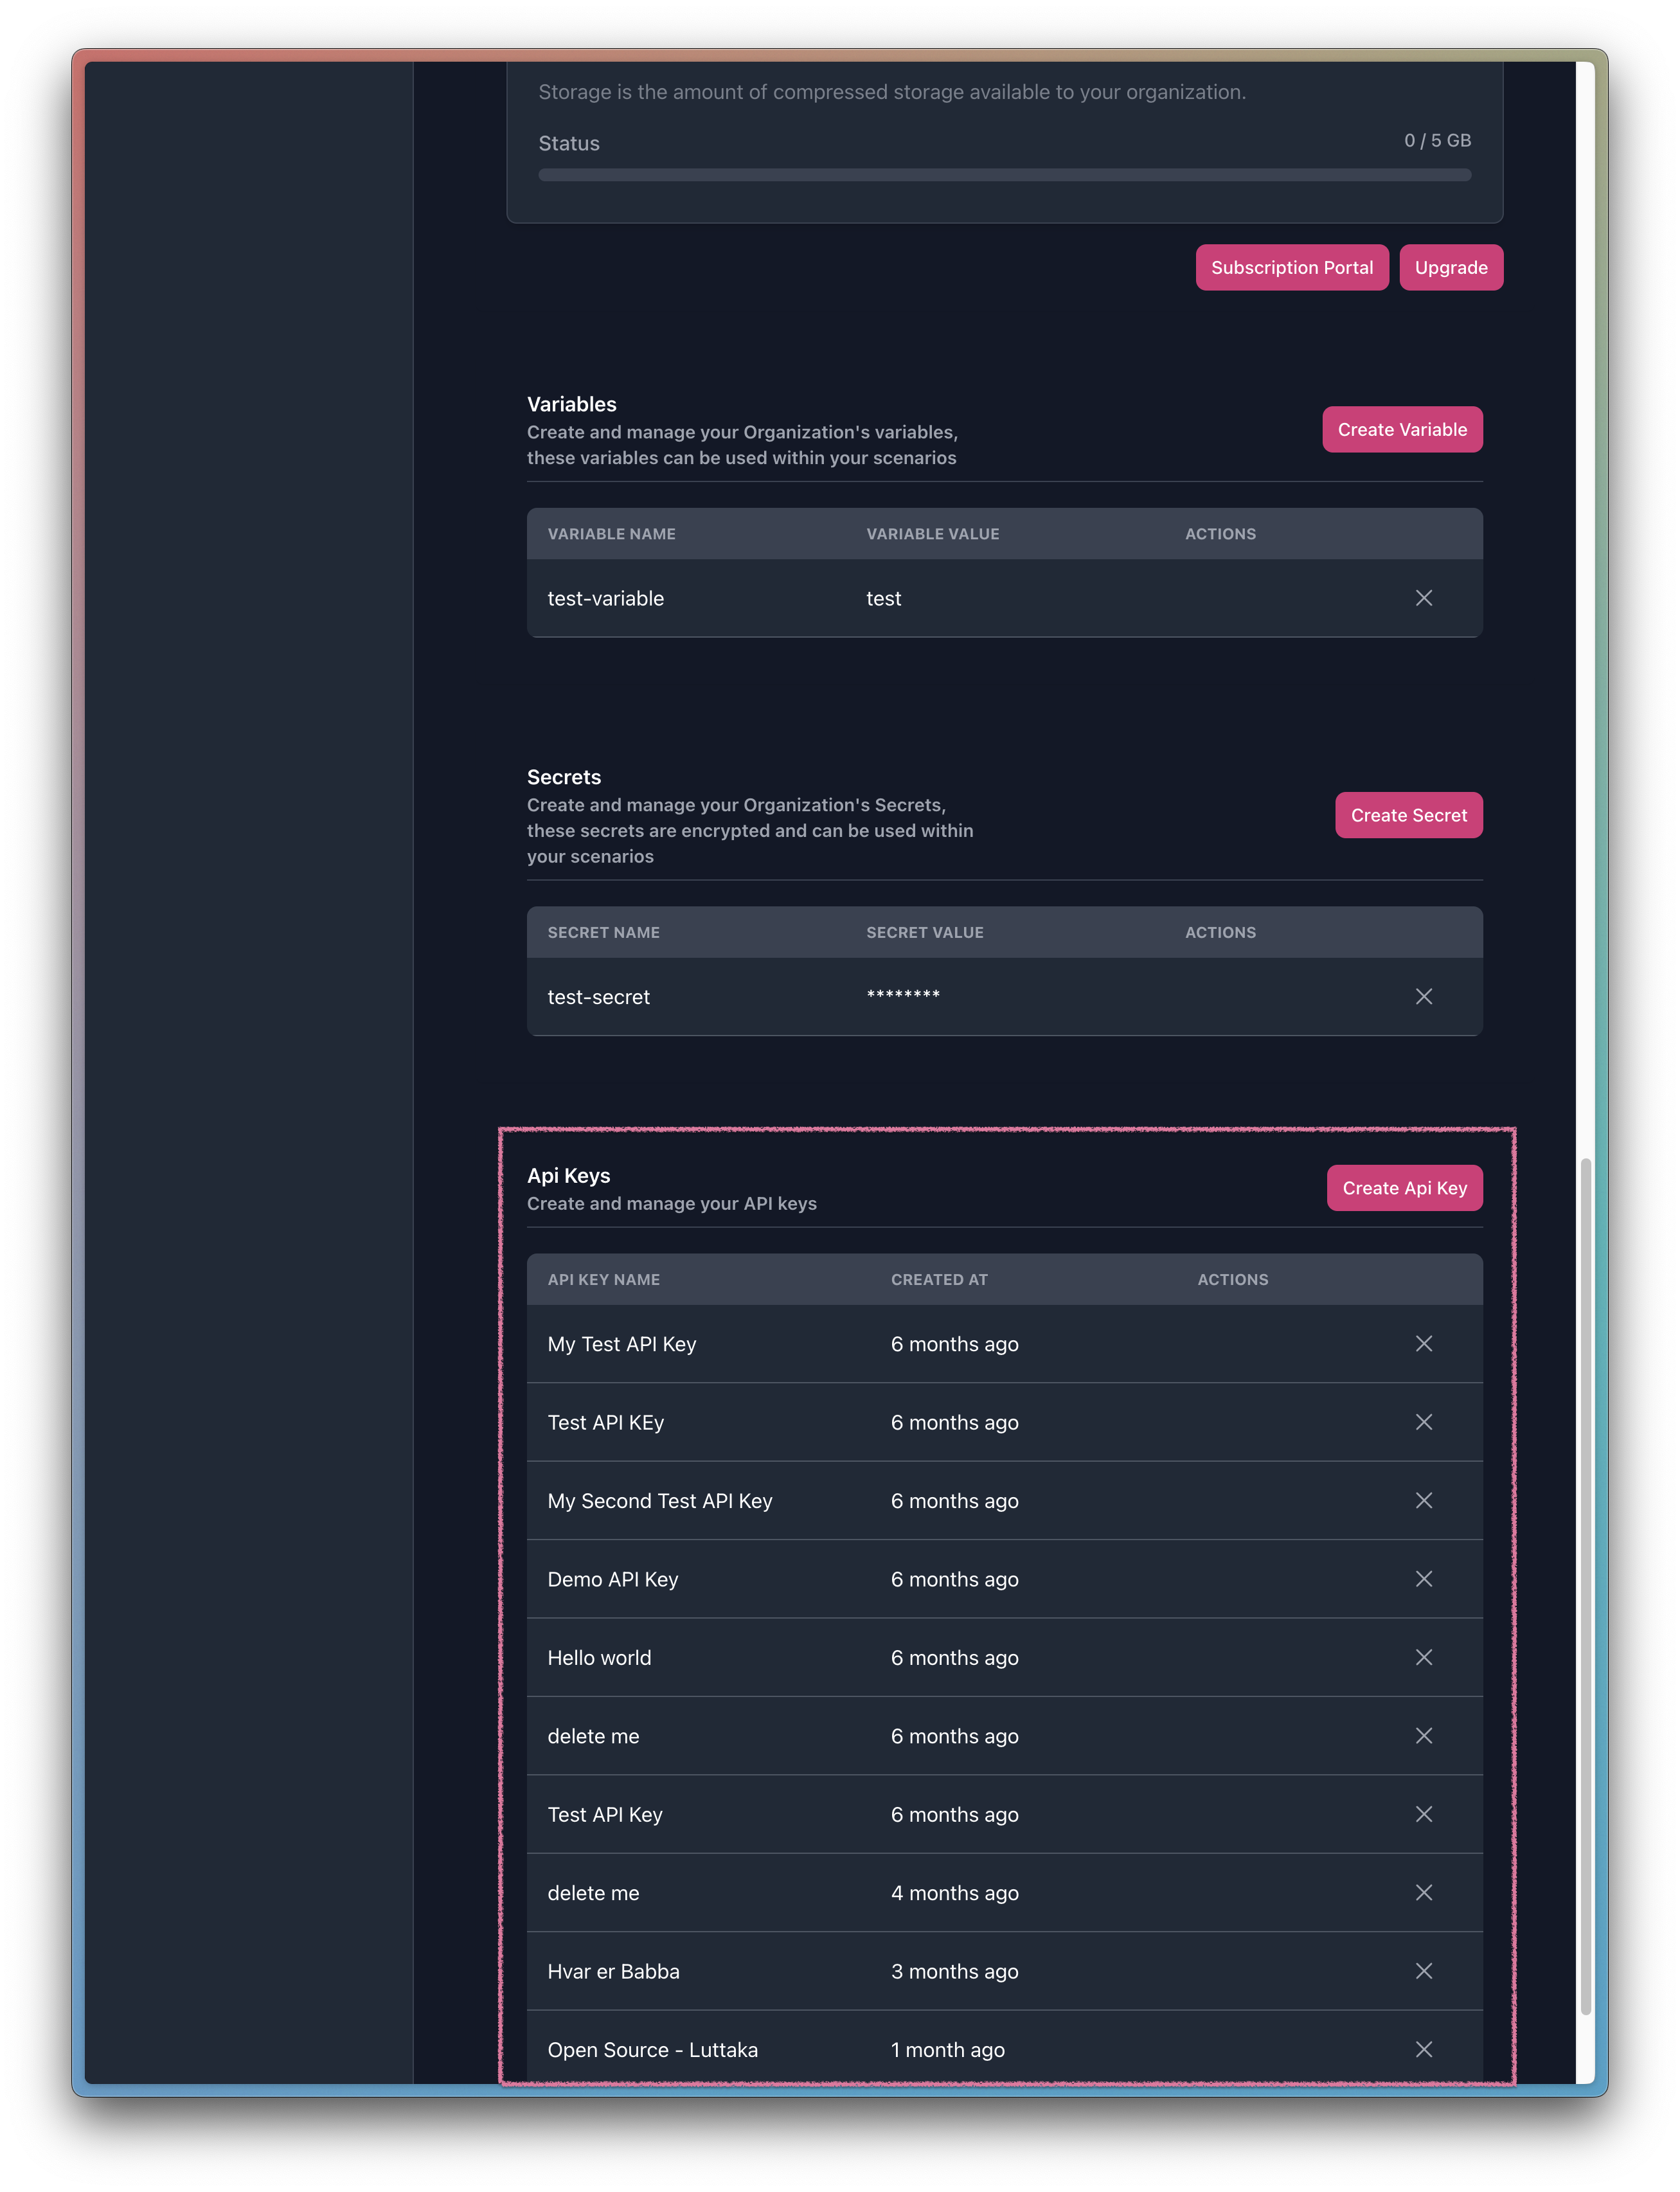 Storage is the amount of compressed storage available to your organization.
Status
0 / 5 GB
Subscription Portal
Upgrade
Variables
Create and manage your Organization's variables,
these variables can be used within your scenarios
Create Variable
VARIABLE NAME VARIABLE VALUE ACTIONS
test-variable test
Secrets
Create and manage your Organization's Secrets,
these secrets are encrypted and can be used within
your scenarios
Create Secret
SECRET NAME SECRET VALUE ACTIONS
test-secret ********
Api Keys
Create and manage your API keys
Create Api Key
API KEY NAME CREATED AT ACTIONS
My Test API Key 6 months ago
Test API KEy 6 months ago
My Second Test API Key 6 months ago
Demo API Key 6 months ago
Hello world 6 months ago
delete me 6 months ago
Test API Key 6 months ago
delete me 4 months ago
Hvar er Babba 3 months ago
Open Source - Luttaka 1 month ago